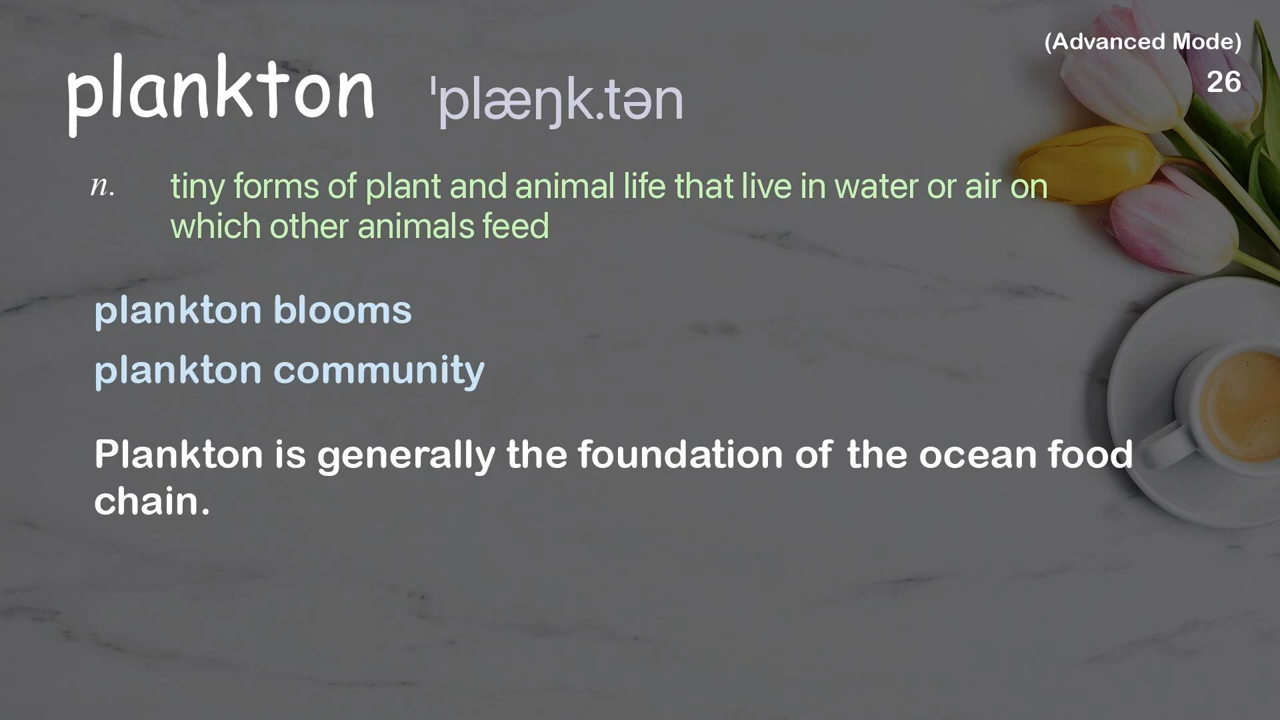 (Advanced Mode)
26
plankton ˈplæŋk.tən
n. tiny forms of plant and animal life that live in water or air on
which other animals feed
plankton blooms
plankton community
Plankton is generally the foundation of the ocean food
chain.